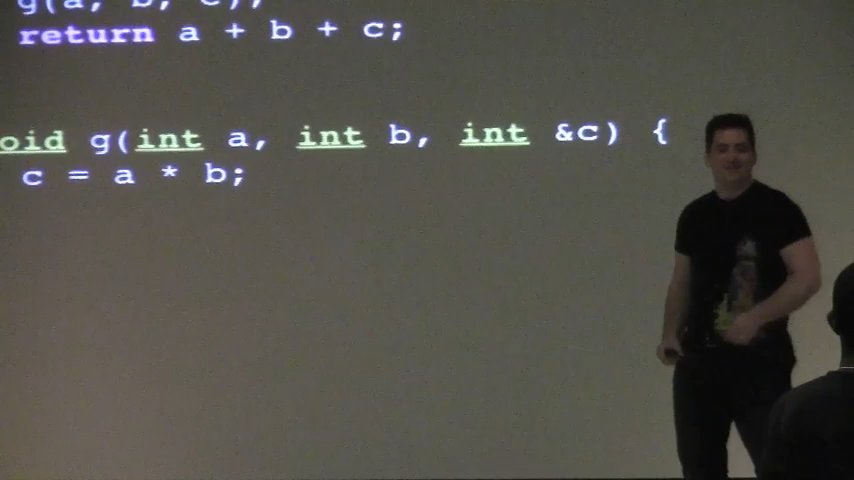 g(a, b, c);
return a + b + c;
oid g(int a, int b, int &c) {
c = a * b;